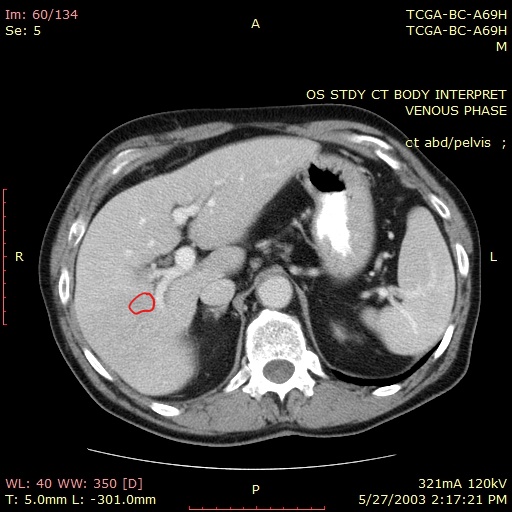 Im: 60/134
Se: 5
A
TCGA-BC-A69H
TCGA-BC-A69H
M
OS STDY CT BODY INTERPRET
VENOUS PHASE
ct abd/pelvis ;
R
L
WL: 40 WW: 350 [D]
T: 5.0mm L: -301.0mm
P
321mA 120kV
5/27/2003 2:17:21 PM